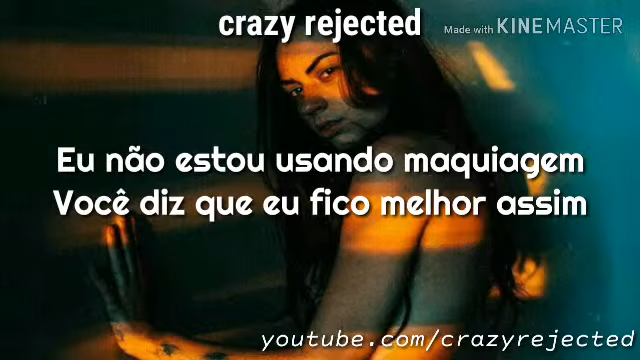 crazy rejected
Made with KINEMASTER
Eu não estou usando maquiagem
Você diz que eu fico melhor assim
youtube.com/crazyrejected